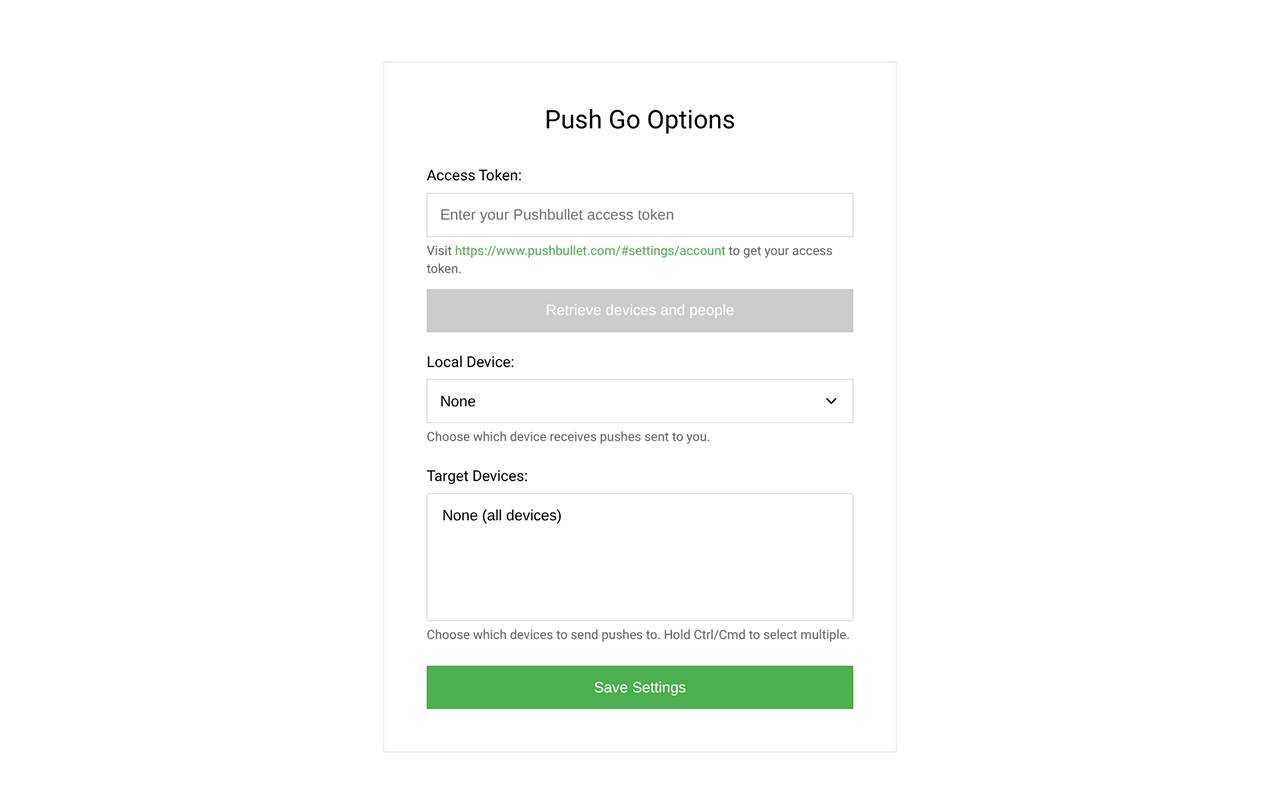 Push Go Options
Access Token:
Enter your Pushbullet access token
Visit https://www.pushbullet.com/#settings/account to get your access
token.
Retrieve devices and people
Local Device:
None
Choose which device receives pushes sent to you.
Target Devices:
None (all devices)
Choose which devices to send pushes to. Hold Ctrl/Cmd to select multiple.
Save Settings